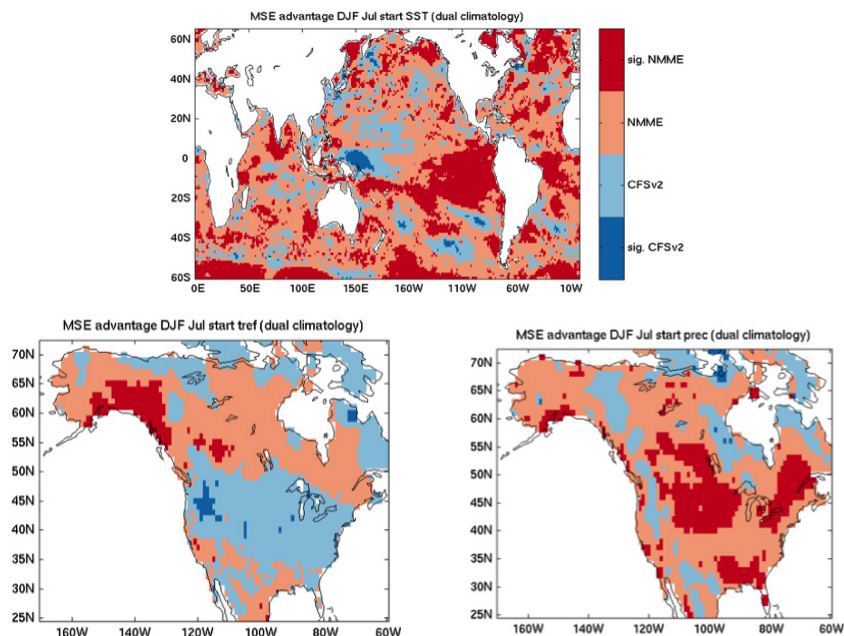 MSE advantage DJF Jul start SST (dual climatology)
60N
40N
20N
0
20S
40S
60S
0E 50E 100E 150E 160W 110W 60W 10W
sig. NMME
NMME
CFSv2
sig. CFSv2
MSE advantage DJF Jul start tref (dual climatology)
70N
65N
60N
55N
50N
45N
40N
35N
30N
25N
160W 140W 120W 100W 80W 60W
MSE advantage DJF Jul start prec (dual climatology)
70N
65N
60N
55N
50N
45N
40N
35N
30N
25N
160W 140W 120W 100W 80W 60W